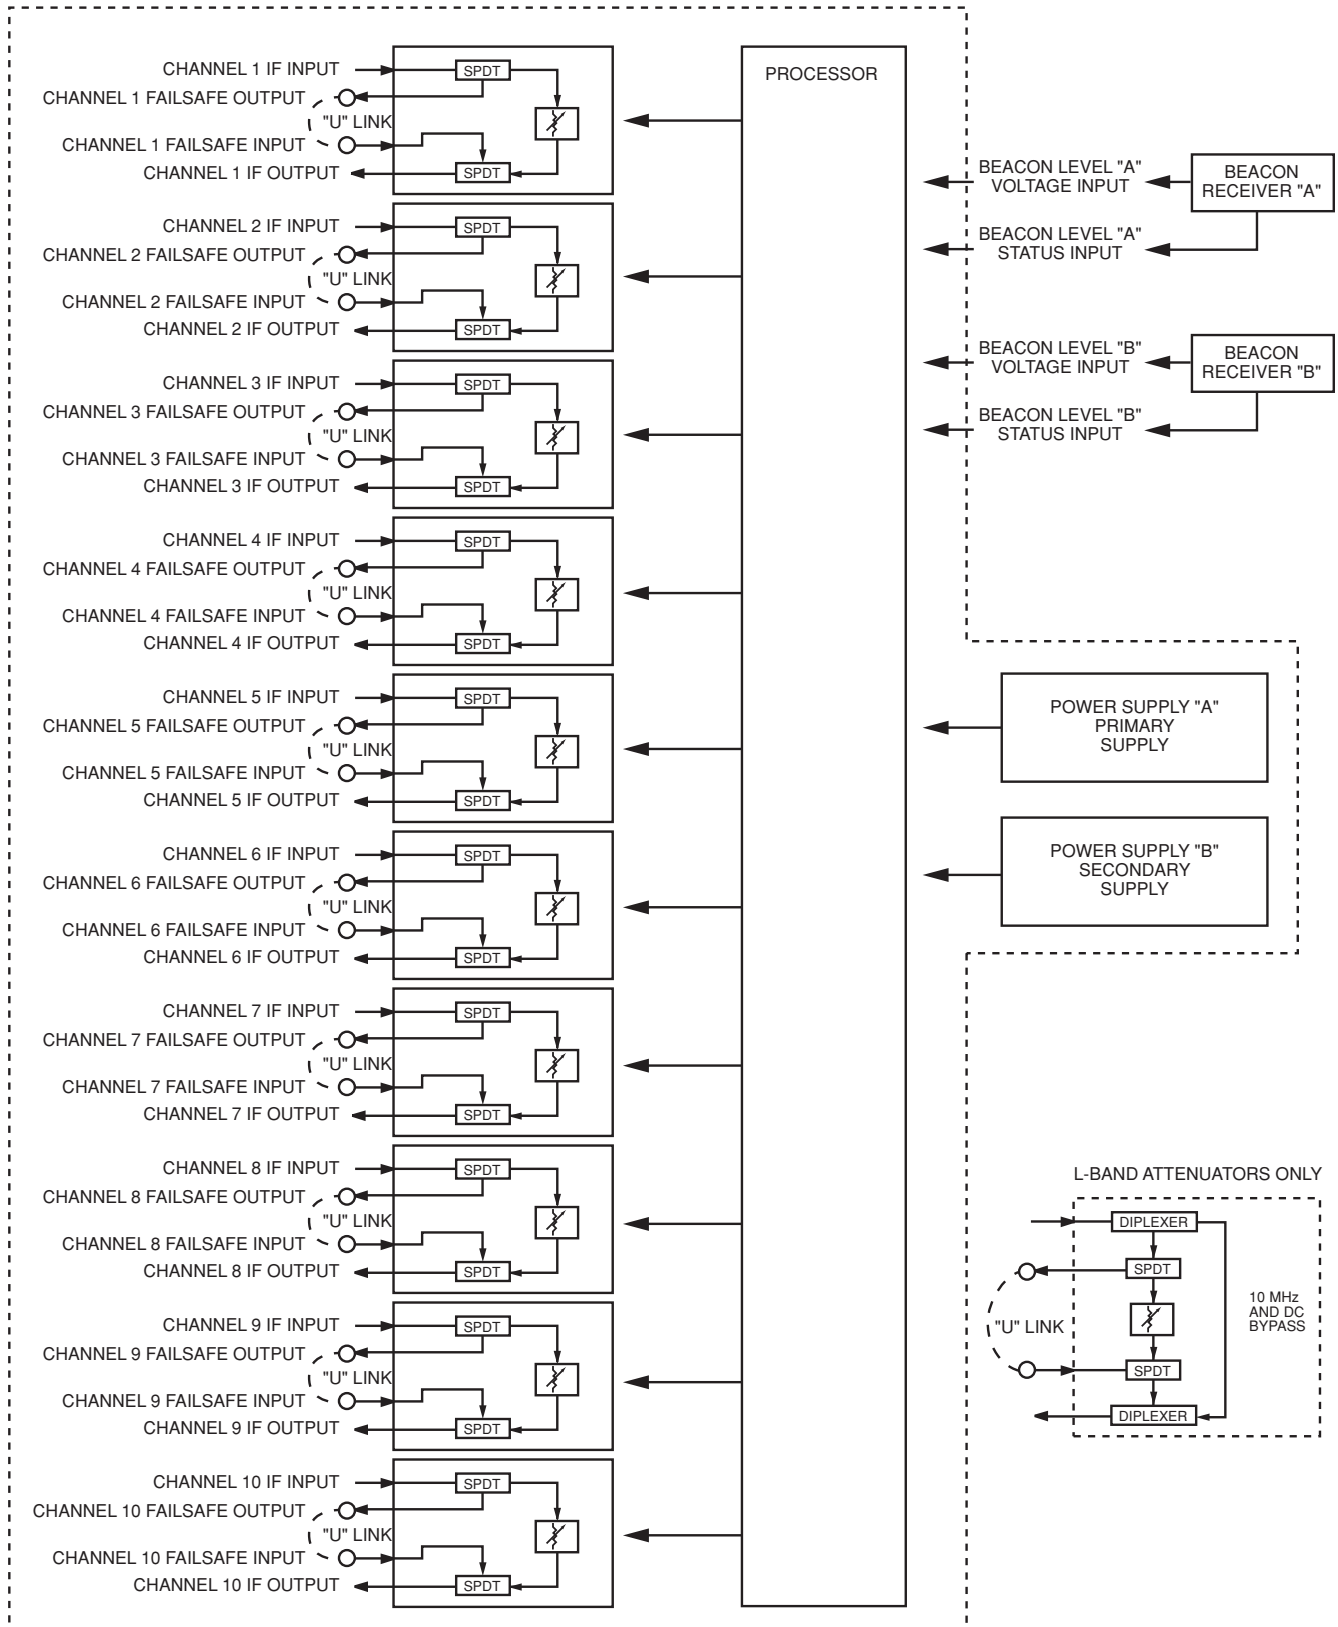 CHANNEL 1 IF INPUT
SPDT
CHANNEL 1 FAILSAFE OUTPUT
"U" LINK
CHANNEL 1 FAILSAFE INPUT
CHANNEL 1 IF OUTPUT
SPDT
CHANNEL 2 IF INPUT
SPDT
CHANNEL 2 FAILSAFE OUTPUT
"U" LINK
CHANNEL 2 FAILSAFE INPUT
CHANNEL 2 IF OUTPUT
SPDT
CHANNEL 3 IF INPUT
SPDT
CHANNEL 3 FAILSAFE OUTPUT
"U" LINK
CHANNEL 3 FAILSAFE INPUT
CHANNEL 3 IF OUTPUT
SPDT
CHANNEL 4 IF INPUT
SPDT
CHANNEL 4 FAILSAFE OUTPUT
"U" LINK
CHANNEL 4 FAILSAFE INPUT
CHANNEL 4 IF OUTPUT
SPDT
CHANNEL 5 IF INPUT
SPDT
CHANNEL 5 FAILSAFE OUTPUT
"U" LINK
CHANNEL 5 FAILSAFE INPUT
CHANNEL 5 IF OUTPUT
SPDT
CHANNEL 6 IF INPUT
SPDT
CHANNEL 6 FAILSAFE OUTPUT
"U" LINK
CHANNEL 6 FAILSAFE INPUT
CHANNEL 6 IF OUTPUT
SPDT
CHANNEL 7 IF INPUT
SPDT
CHANNEL 7 FAILSAFE OUTPUT
"U" LINK
CHANNEL 7 FAILSAFE INPUT
CHANNEL 7 IF OUTPUT
SPDT
CHANNEL 8 IF INPUT
SPDT
CHANNEL 8 FAILSAFE OUTPUT
"U" LINK
CHANNEL 8 FAILSAFE INPUT
CHANNEL 8 IF OUTPUT
SPDT
CHANNEL 9 IF INPUT
SPDT
CHANNEL 9 FAILSAFE OUTPUT
"U" LINK
CHANNEL 9 FAILSAFE INPUT
CHANNEL 9 IF OUTPUT
SPDT
CHANNEL 10 IF INPUT
SPDT
CHANNEL 10 FAILSAFE OUTPUT
"U" LINK
CHANNEL 10 FAILSAFE INPUT
CHANNEL 10 IF OUTPUT
SPDT
PROCESSOR
BEACON LEVEL "A"
VOLTAGE INPUT
BEACON
RECEIVER "A"
BEACON LEVEL "A"
STATUS INPUT
BEACON LEVEL "B"
VOLTAGE INPUT
BEACON
RECEIVER "B"
BEACON LEVEL "B"
STATUS INPUT
POWER SUPPLY "A"
PRIMARY
SUPPLY
POWER SUPPLY "B"
SECONDARY
SUPPLY
L-BAND ATTENUATORS ONLY
DIPLEXER
SPDT
"U" LINK
10 MHz
AND DC
BYPASS
SPDT
DIPLEXER